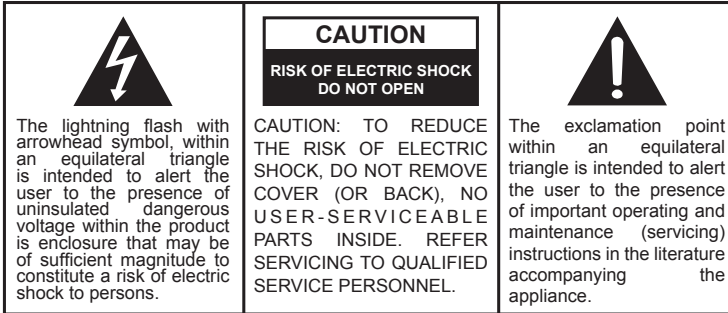 The lightning flash with
arrowhead symbol, within
an equilateral triangle
is intended to alert the
user to the presence of
uninsulated dangerous
voltage within the product
is enclosure that may be
of sufficient magnitude to
constitute a risk of electric
shock to persons.
CAUTION
RISK OF ELECTRIC SHOCK
DO NOT OPEN
CAUTION: TO REDUCE
THE RISK OF ELECTRIC
SHOCK, DO NOT REMOVE
COVER (OR BACK), NO
USER-SERVICEABLE
PARTS INSIDE. REFER
SERVICING TO QUALIFIED
SERVICE PERSONNEL.
The exclamation point
within an equilateral
triangle is intended to alert
the user to the presence
of important operating and
maintenance (servicing)
instructions in the literature
accompanying the
appliance.